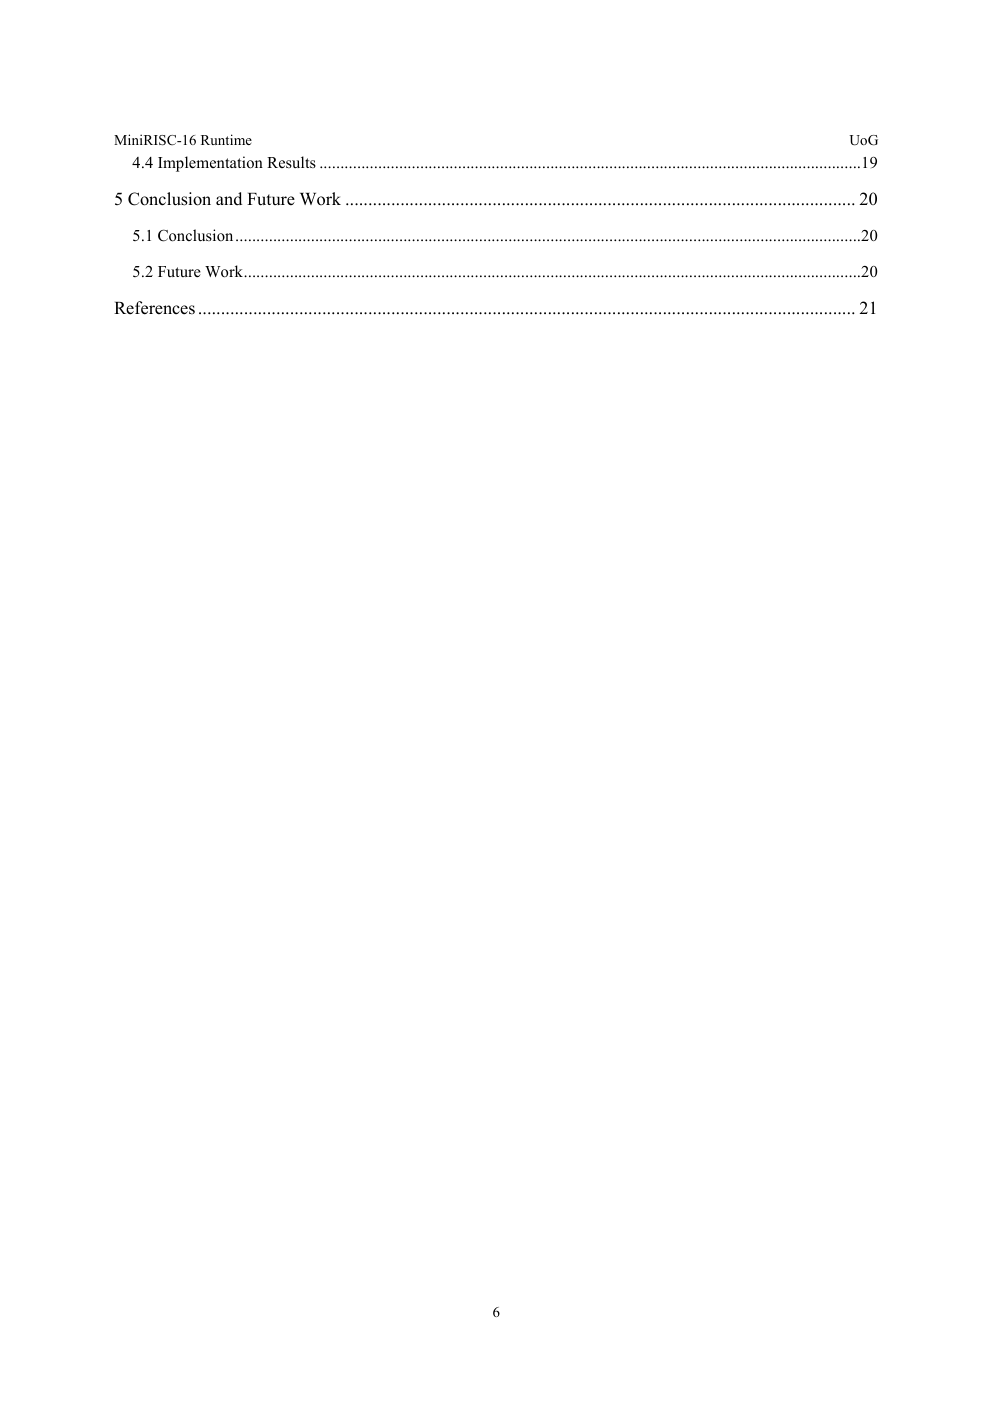 MiniRISC-16 Runtime UoG
4.4 Implementation Results ................................................................................................................................19
5 Conclusion and Future Work ............................................................................................................... 20
5.1 Conclusion.....................................................................................................................................................20
5.2 Future Work...................................................................................................................................................20
References ............................................................................................................................................... 21
6